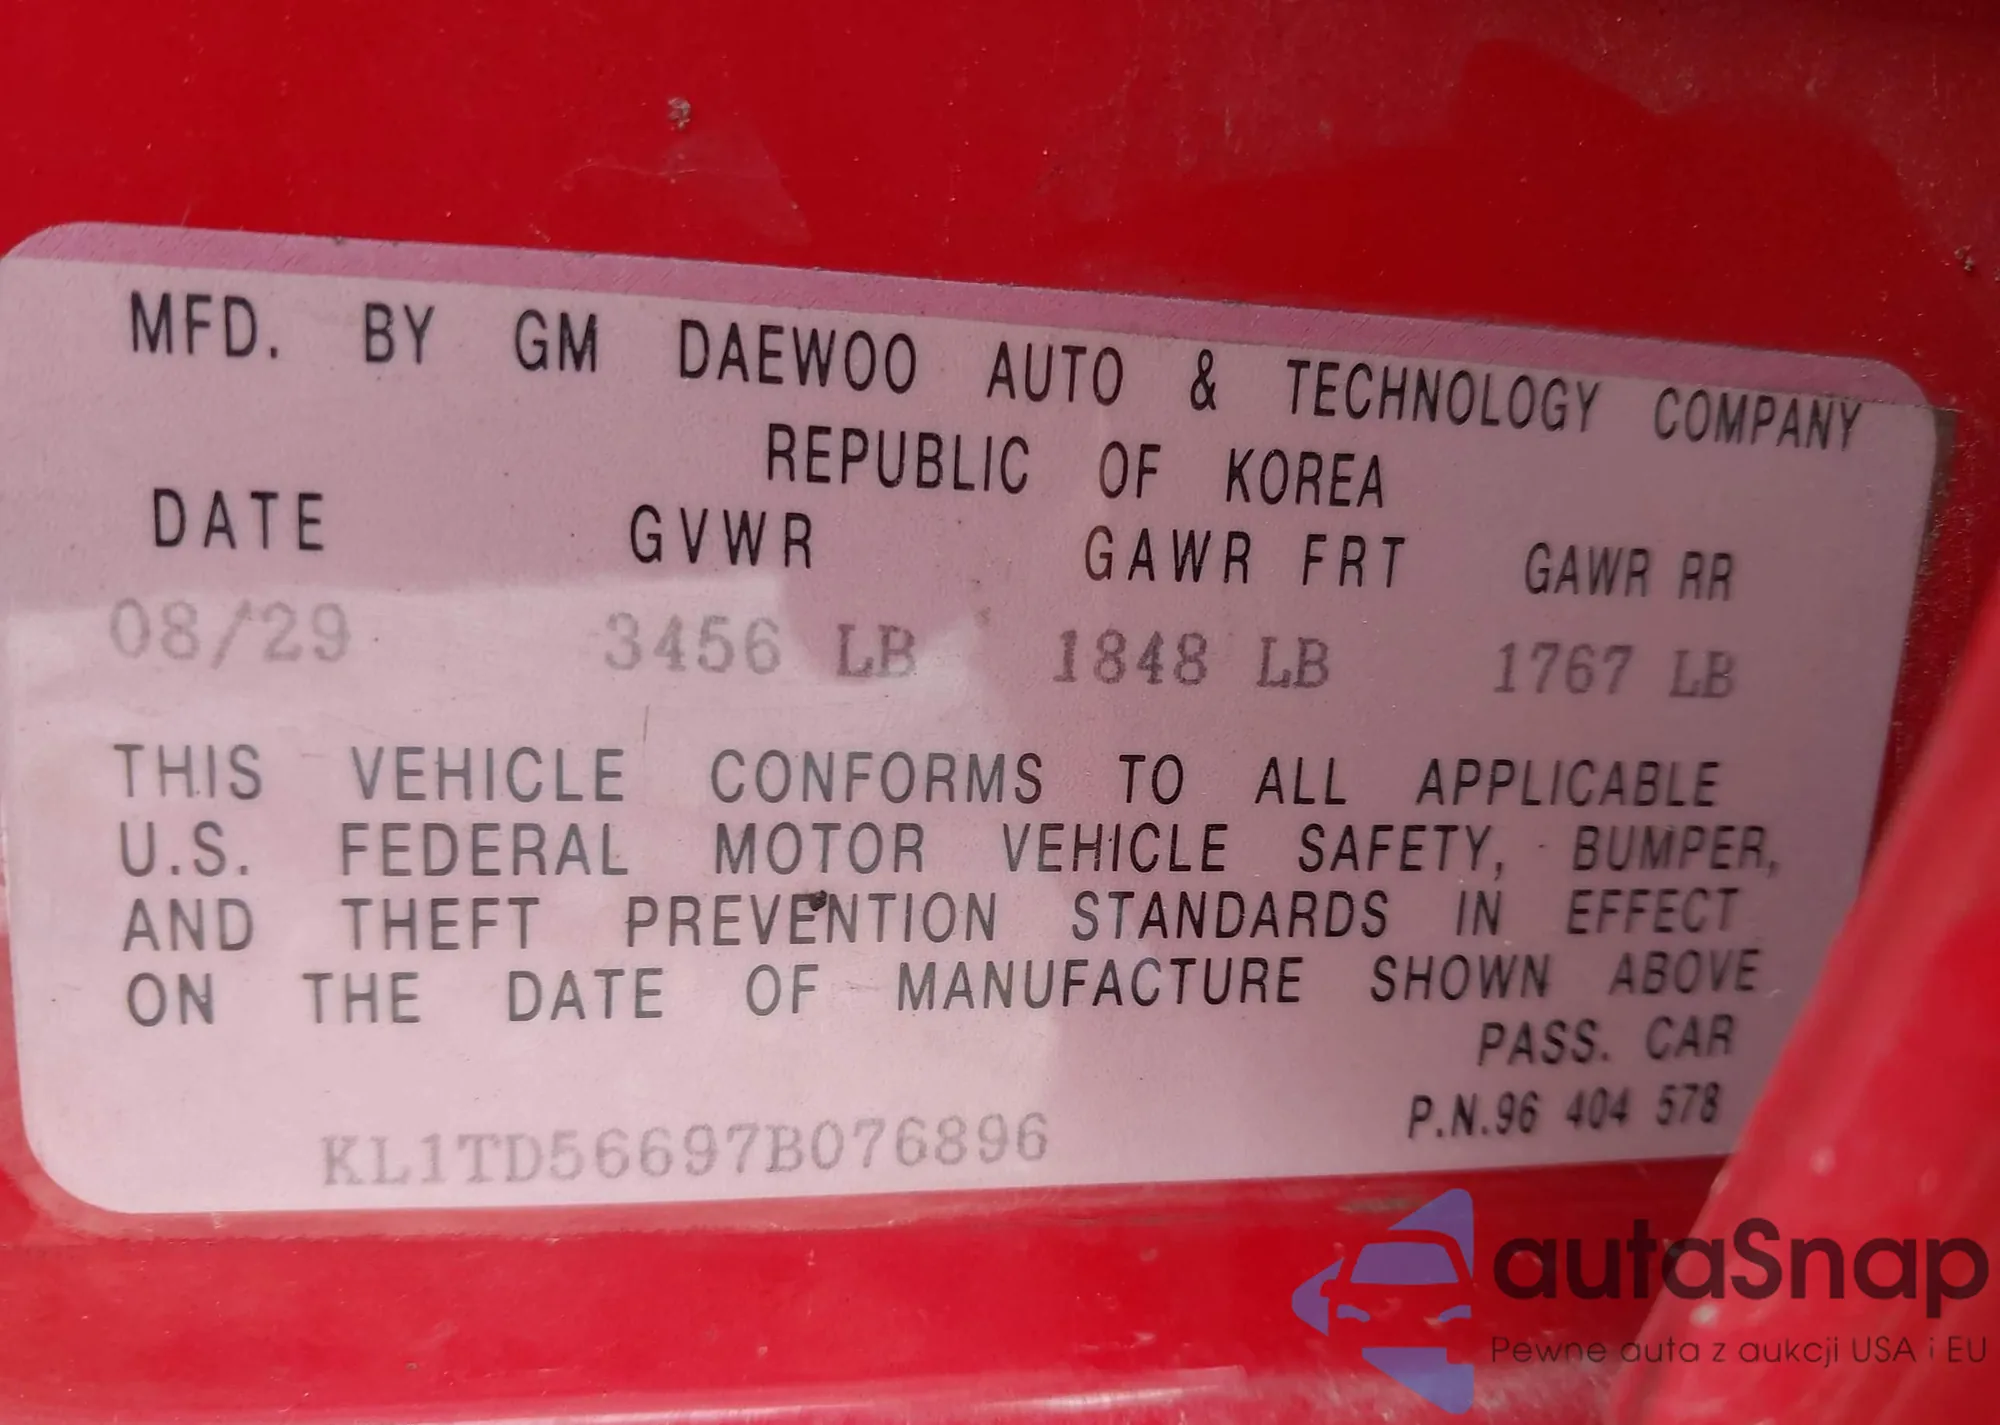 MFD. BY GM DAEWOO AUTO & TECHNOLOGY COMPANY
REPUBLIC OF KOREA
DATE GVWR GAWR FRT GAWR RR
08/29 3456 LB 1848 LB 1767 LB
THIS VEHICLE CONFORMS TO ALL APPLICABLE
U.S. FEDERAL MOTOR VEHICLE SAFETY, BUMPER,
AND THEFT PREVENTION STANDARDS IN EFFECT
ON THE DATE OF MANUFACTURE SHOWN ABOVE
PASS. CAR
P.N.96 404 578
KL1TD56697B076896
autaSnap
Pewne auta z aukcji USA i EU